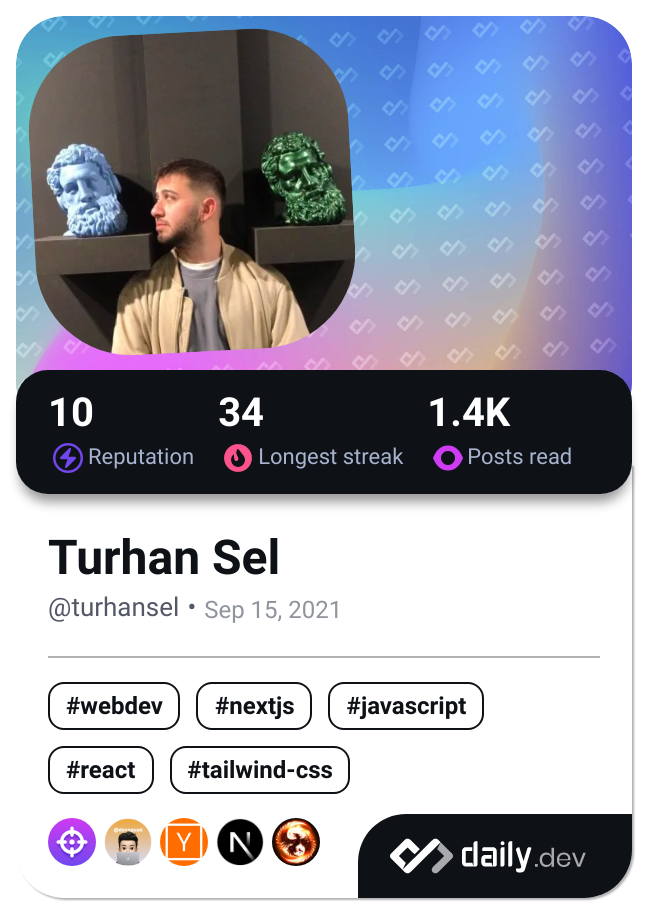 10 34 1.4K
Reputation Longest streak Posts read
Turhan Sel
@turhansel • Sep 15, 2021
#webdev #nextjs #javascript
#react #tailwind-css
Y N
daily.dev